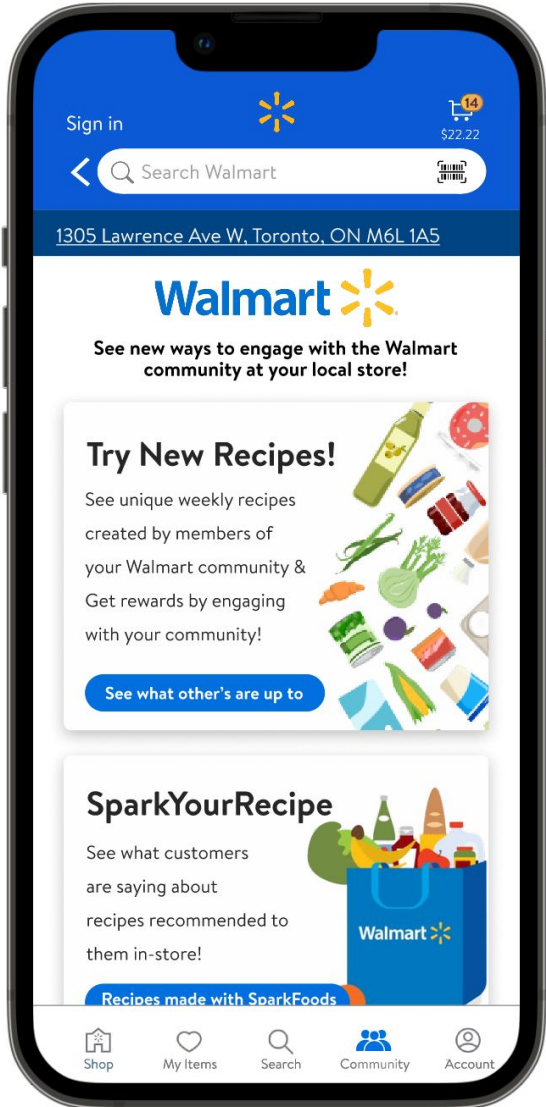 Sign in
14
$22.22
Search Walmart
1305 Lawrence Ave W, Toronto, ON M6L 1A5
Walmart
See new ways to engage with the Walmart
community at your local store!
Try New Recipes!
See unique weekly recipes
created by members of
your Walmart community &
Get rewards by engaging
with your community!
See what other's are up to
SparkYourRecipe
See what customers
are saying about
recipes recommended to
them in-store!
Walmart
Recipes made with SparkFoods
Shop
My Items
Search
Community
Account